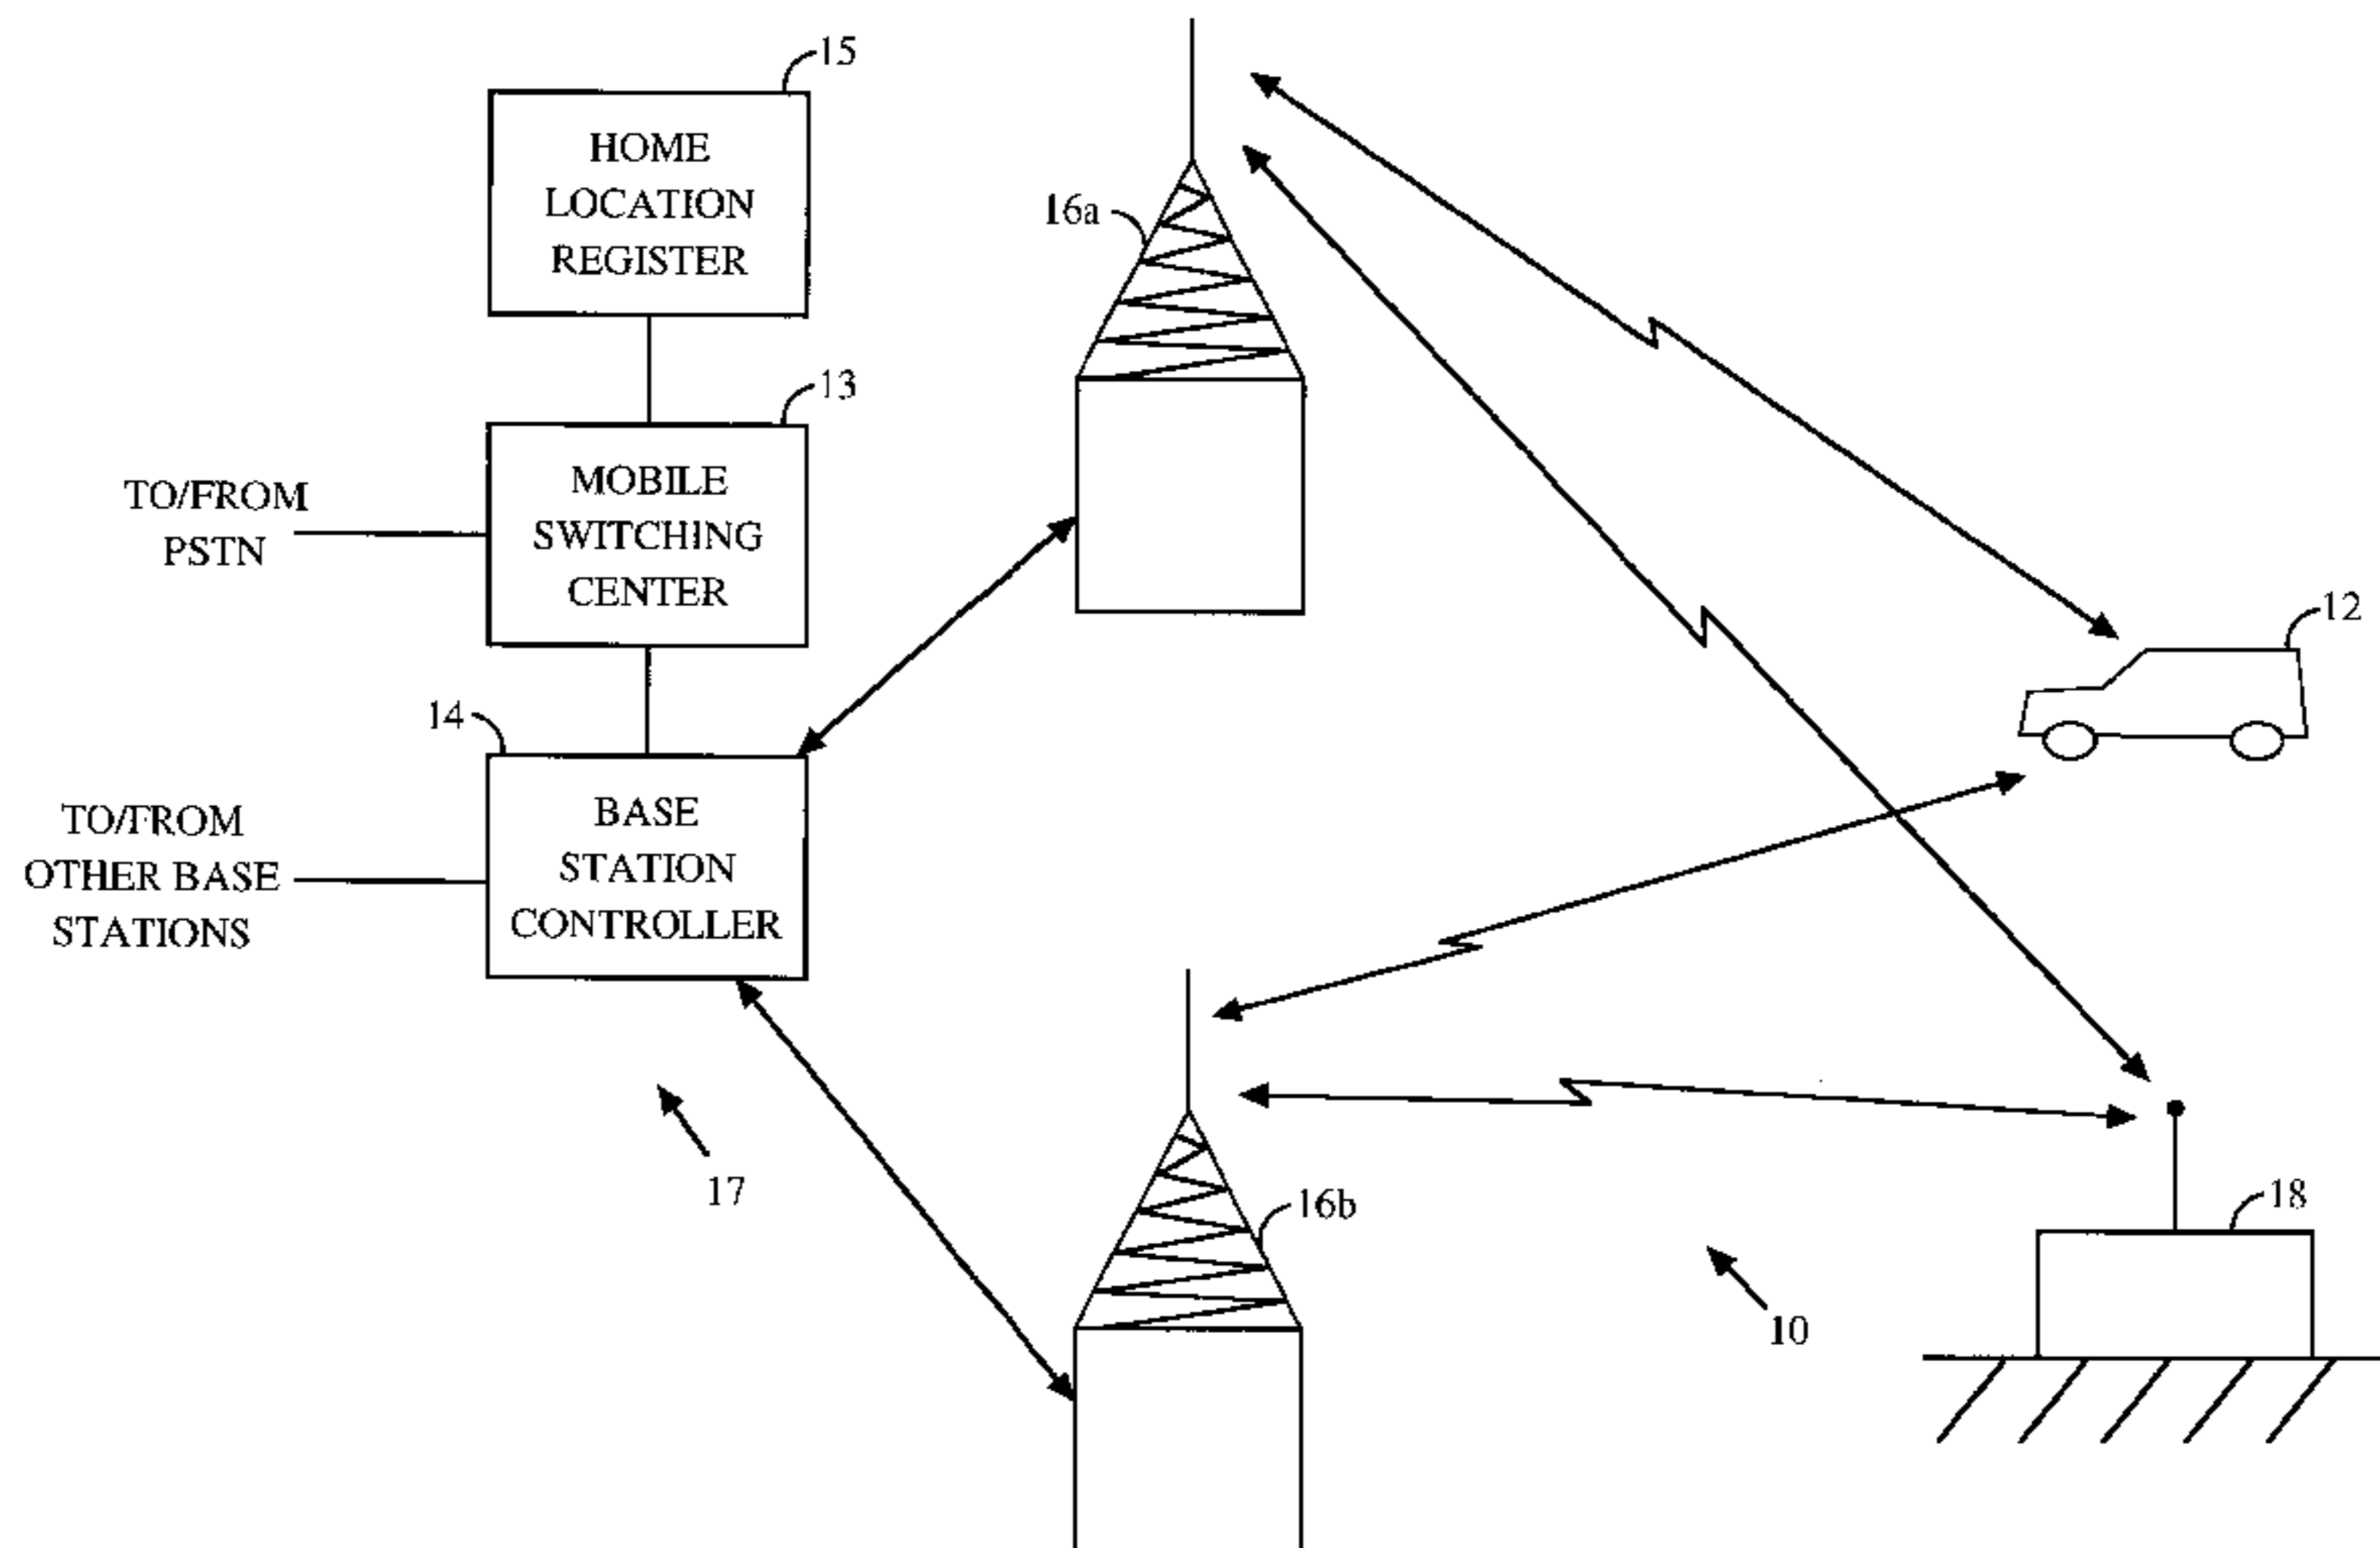 15
HOME
LOCATION
REGISTER
16a
13
TO/FROM
PSTN
MOBILE
SWITCHING
CENTER
12
14
TO/FROM
OTHER BASE
STATIONS
BASE
STATION
CONTROLLER
17
16b
18
10